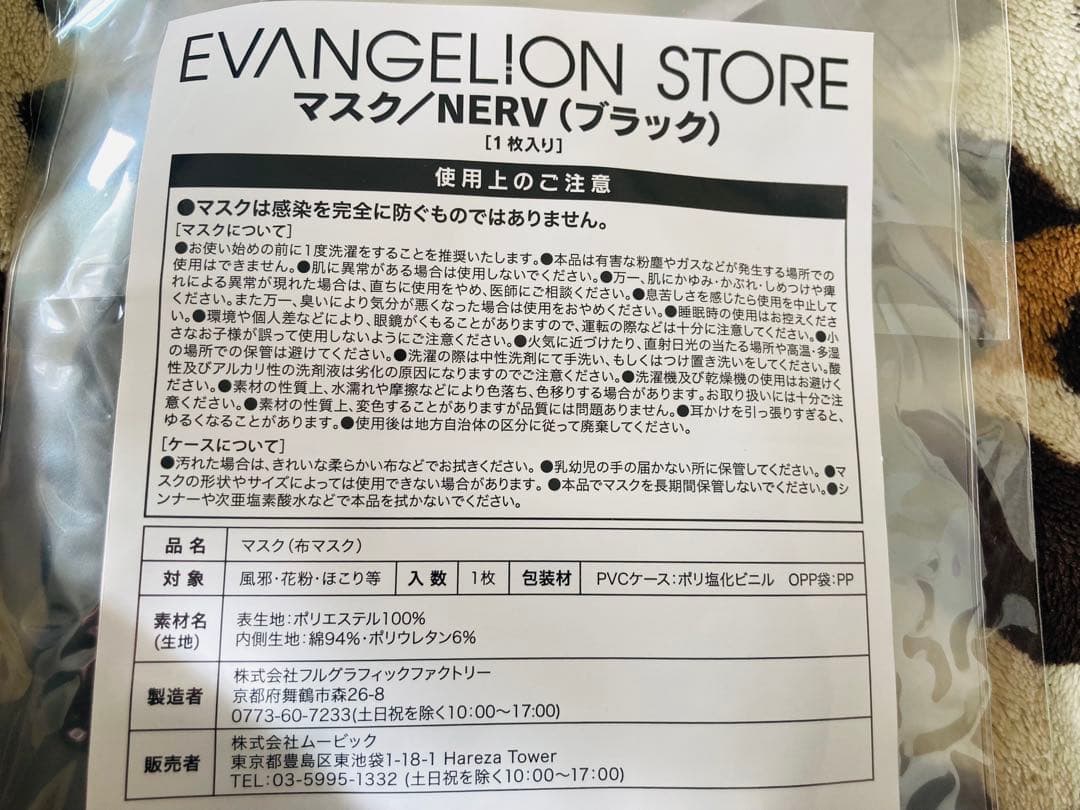 EVANGELION STORE
マスク／NERV（ブラック）
［1枚入り］
使用上のご注意
●マスクは感染を完全に防ぐものではありません。
［マスクについて］
●お使い始めの前に1度洗濯をすることを推奨いたします。●本品は有害な粉塵やガスなどが発生する場所での
使用はできません。●肌に異常がある場合は使用しないでください。●万一、肌にかゆみ・かぶれ・しめつけや痺
れによる異常が現れた場合は、直ちに使用をやめ、医師にご相談ください。●息苦しさを感じたら使用を中止して
ください。また万一、臭いにより気分が悪くなった場合は使用をおやめください。●睡眠時の使用はお控えくださ
い。●環境や個人差などにより、眼鏡がくもることがありますので、運転の際などは十分に注意してください。●小
さなお子様が誤って使用しないようにご注意ください。●火気に近づけたり、直射日光の当たる場所や高温・多湿
の場所での保管は避けてください。●洗濯の際は中性洗剤にて手洗い、もしくはつけ置き洗いをしてください。酸
性及びアルカリ性の洗剤液は劣化の原因になりますのでご注意ください。●洗濯機及び乾燥機の使用はお避けく
ださい。●素材の性質上、水濡れや摩擦などにより色落ち、色移りする場合があります。お取り扱いには十分ご注
意ください。●素材の性質上、変色することがありますが品質には問題ありません。●耳かけを引っ張りすぎると、
ゆるくなることがあります。●使用後は地方自治体の区分に従って廃棄してください。
［ケースについて］
●汚れた場合は、きれいな柔らかい布などでお拭きください。●乳幼児の手の届かない所に保管してください。●マ
スクの形状やサイズによっては使用できない場合があります。●本品でマスクを長期間保管しないでください。●シ
ンナーや次亜塩素酸水などで本品を拭かないでください。
品名 マスク（布マスク）
対象 風邪・花粉・ほこり等 入数 1枚 包装材 PVCケース：ポリ塩化ビニル OPP袋：PP
素材名（生地） 表生地：ポリエステル100%
内側生地：綿94%・ポリウレタン6%
製造者 株式会社フルグラフィックファクトリー
京都府舞鶴市森26-8
0773-60-7233(土日祝を除く10：00～17:00)
販売者 株式会社ムービック
東京都豊島区東池袋1-18-1 Hareza Tower
TEL：03-5995-1332 （土日祝を除く10：00～17：00）